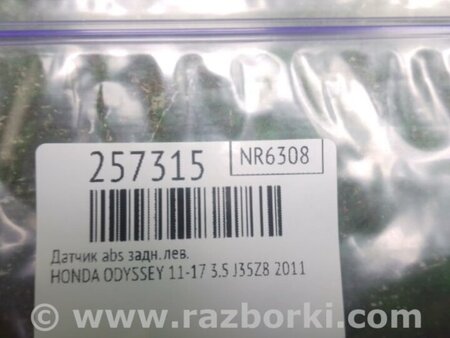 257315
NR6308
Датчик abs задн.лев.
HONDA ODYSSEY 11-17 3.5 J35Z8 2011
www.razborki.com